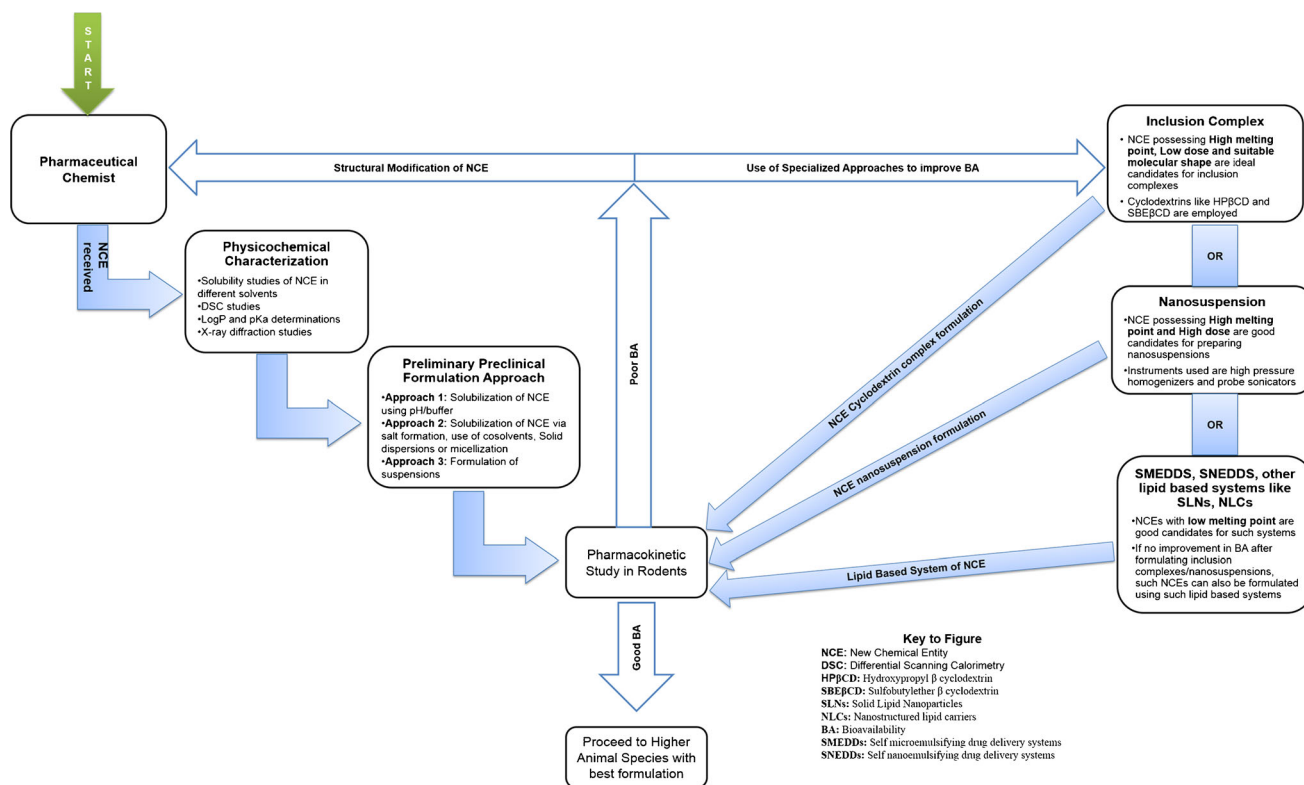 START
Pharmaceutical
Chemist
NCE
received
Physicochemical
Characterization
•Solubility studies of NCE in
different solvents
•DSC studies
•LogP and pKa determinations
•X-ray diffraction studies
Preliminary Preclinical
Formulation Approach
•Approach 1: Solubilization of NCE
using pH/buffer
•Approach 2: Solubilization of NCE via
salt formation, use of cosolvents, Solid
dispersions or micellization
•Approach 3: Formulation of
suspensions
Pharmacokinetic
Study in Rodents
Good BA
Proceed to Higher
Animal Species with
best formulation
Poor BA
Structural Modification of NCE
Use of Specialized Approaches to improve BA
Inclusion Complex
• NCE possessing High melting
point, Low dose and suitable
molecular shape are ideal
candidates for inclusion
complexes
• Cyclodextrins like HPβCD and
SBEβCD are employed
OR
Nanosuspension
•NCE possessing High melting
point and High dose are good
candidates for preparing
nanosuspensions
•Instruments used are high pressure
homogenizers and probe sonicators
OR
SMEDDS, SNEDDS, other
lipid based systems like
SLNs, NLCs
•NCEs with low melting point are
good candidates for such systems
•If no improvement in BA after
formulating inclusion
complexes/nanosuspensions,
such NCEs can also be formulated
using such lipid based systems
NCE Cyclodextrin complex formulation
NCE nanosuspension formulation
Lipid Based System of NCE
Key to Figure
NCE: New Chemical Entity
DSC: Differential Scanning Calorimetry
HPβCD: Hydroxypropyl β cyclodextrin
SBEβCD: Sulfobutylether β cyclodextrin
SLNs: Solid Lipid Nanoparticles
NLCs: Nanostructured lipid carriers
BA: Bioavailability
SMEDDs: Self microemulsifying drug delivery systems
SNEDDs: Self nanoemulsifying drug delivery systems